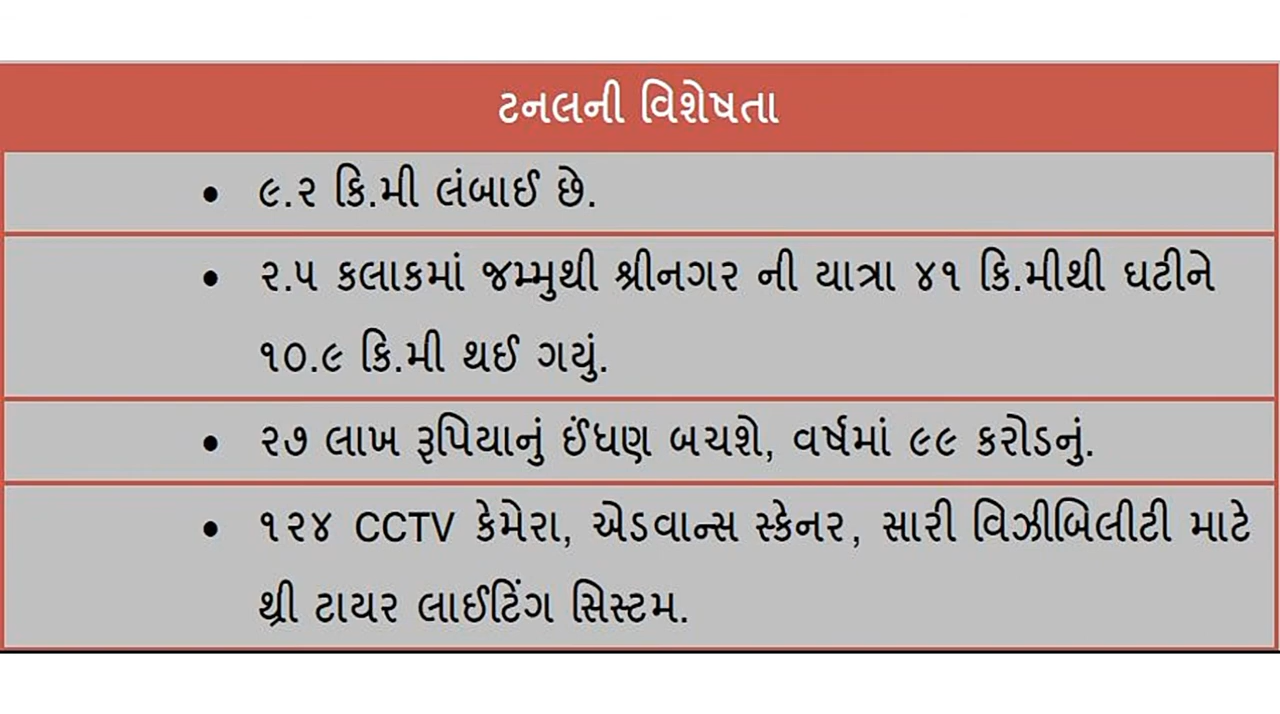 ટનલની વિશેષતા
• ૯.૨ કિ.મી લંબાઈ છે.
• ૨.૫ કલાકમાં જમ્મુથી શ્રીનગર ની યાત્રા ૪૧ કિ.મીથી ઘટીને
૧૦.૯ કિ.મી થઈ ગયું.
• ૨૭ લાખ રૂપિયાનું ઈંધણ બચશે, વર્ષમાં ૯૯ કરોડનું.
• ૧૨૪ CCTV કેમેરા, એડવાન્સ સ્કેનર, સારી વિઝીબિલીટી માટે
થ્રી ટાયર લાઈટિંગ સિસ્ટમ.